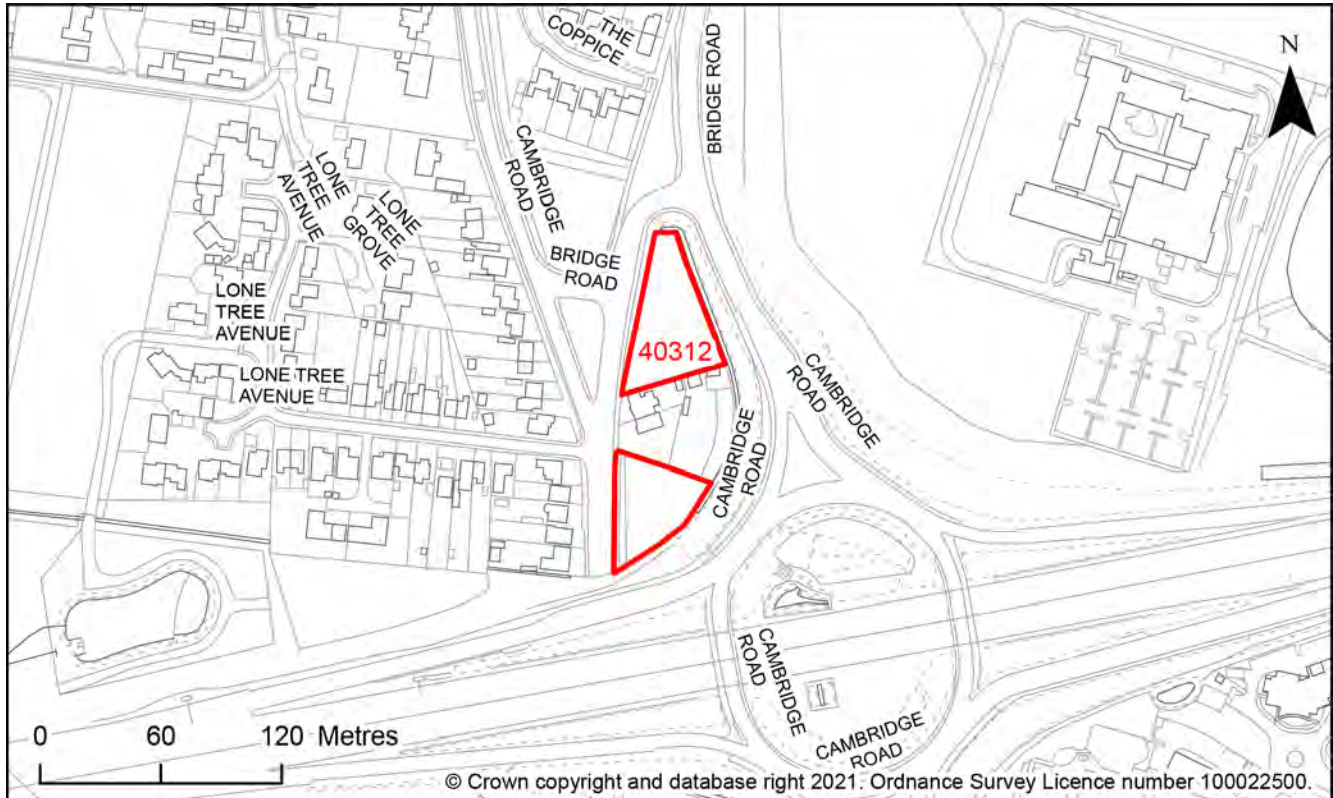 THE
COPPICE
BRIDGE ROAD
N
CAMBRIDGE
ROAD
LONE
TREE
AVENUE
LONE
TREE
GROVE
BRIDGE
ROAD
LONE
TREE
AVENUE
40312
LONE TREE
AVENUE
CAMBRIDGE
ROAD
CAMBRIDGE
ROAD
CAMBRIDGE
ROAD
CAMBRIDGE
ROAD
0 60 120 Metres
© Crown copyright and database right 2021. Ordnance Survey Licence number 100022500.